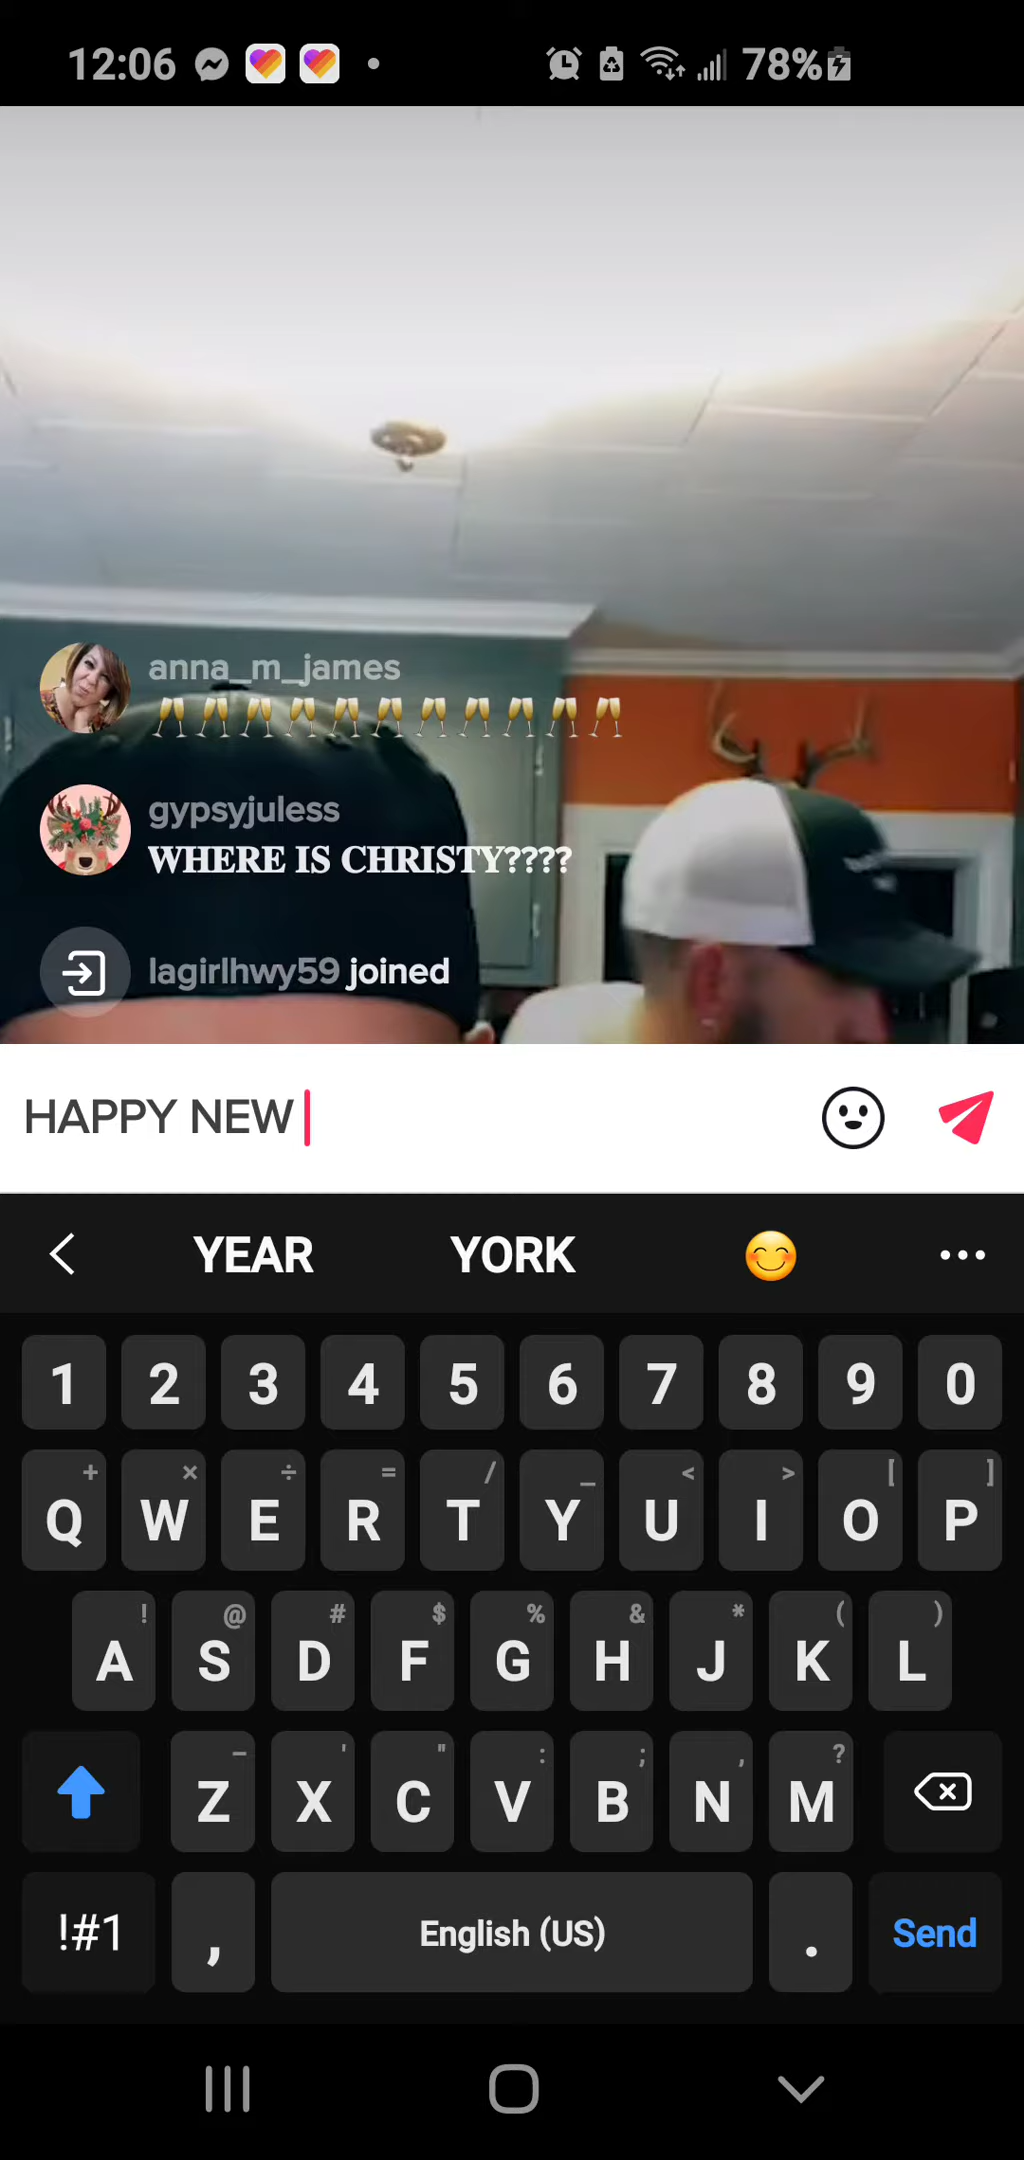 12:06 78%
anna_m_james
🥂🥂🥂🥂🥂🥂🥂🥂🥂🥂🥂
gypsyjuless
WHERE IS CHRISTY????
lagirlhwy59 joined
HAPPY NEW
YEAR YORK 😊 ...
1 2 3 4 5 6 7 8 9 0
+ × ÷ = / _ < > [ ]
Q W E R T Y U I O P
! @ # $ % & * ( )
A S D F G H J K L
- ' " : ; , ?
Z X C V B N M
!#1 , English (US) . Send